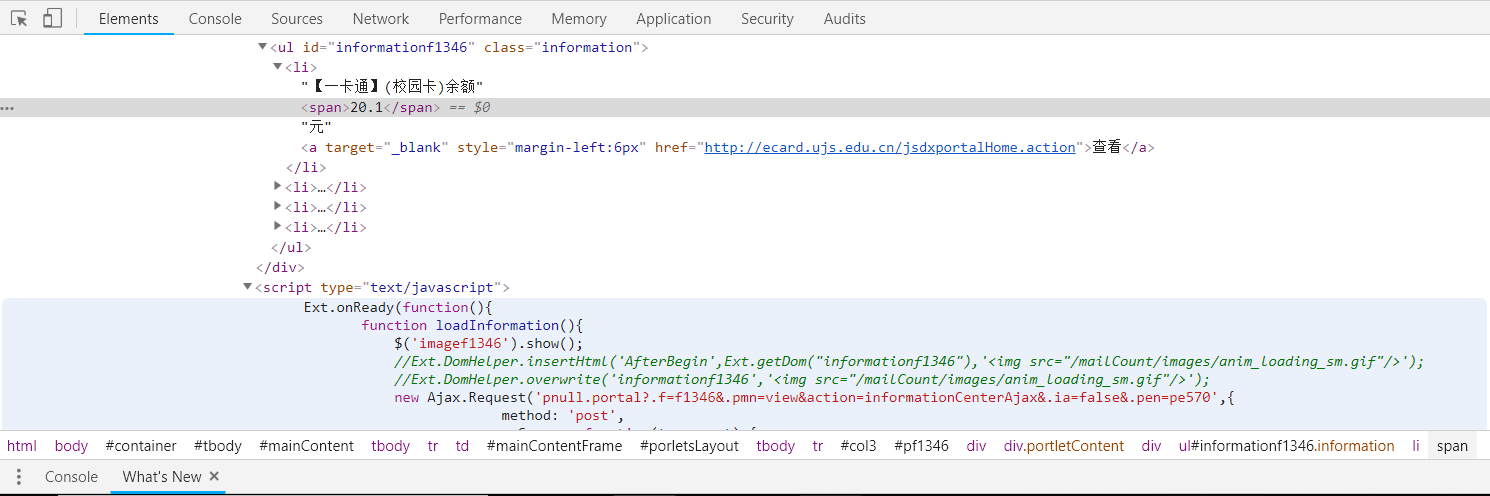 Elements Console Sources Network Performance Memory Application Security Audits
<ul id="informationf1346" class="information">
<li>
"【一卡通】(校园卡)余额"
… <span>20.1</span> == $0
"元"
<a target="_blank" style="margin-left:6px" href="http://ecard.ujs.edu.cn/jsdxportalHome.action">查看</a>
</li>
<li>…</li>
<li>…</li>
<li>…</li>
</ul>
</div>
<script type="text/javascript">
Ext.onReady(function(){
function loadInformation(){
$('imagef1346').show();
//Ext.DomHelper.insertHtml('AfterBegin',Ext.getDom("informationf1346"),'<img src="/mailCount/images/anim_loading_sm.gif"/>');
//Ext.DomHelper.overwrite('informationf1346','<img src="/mailCount/images/anim_loading_sm.gif"/>');
new Ajax.Request('pnull.portal?.f=f1346&.pmn=view&action=informationCenterAjax&.ia=false&.pen=pe570',{
method: 'post',
html body #container #tbody #mainContent tbody tr td #mainContentFrame #porletsLayout tbody tr #col3 #pf1346 div div.portletContent div ul#informationf1346.information li span
Console What's New ×